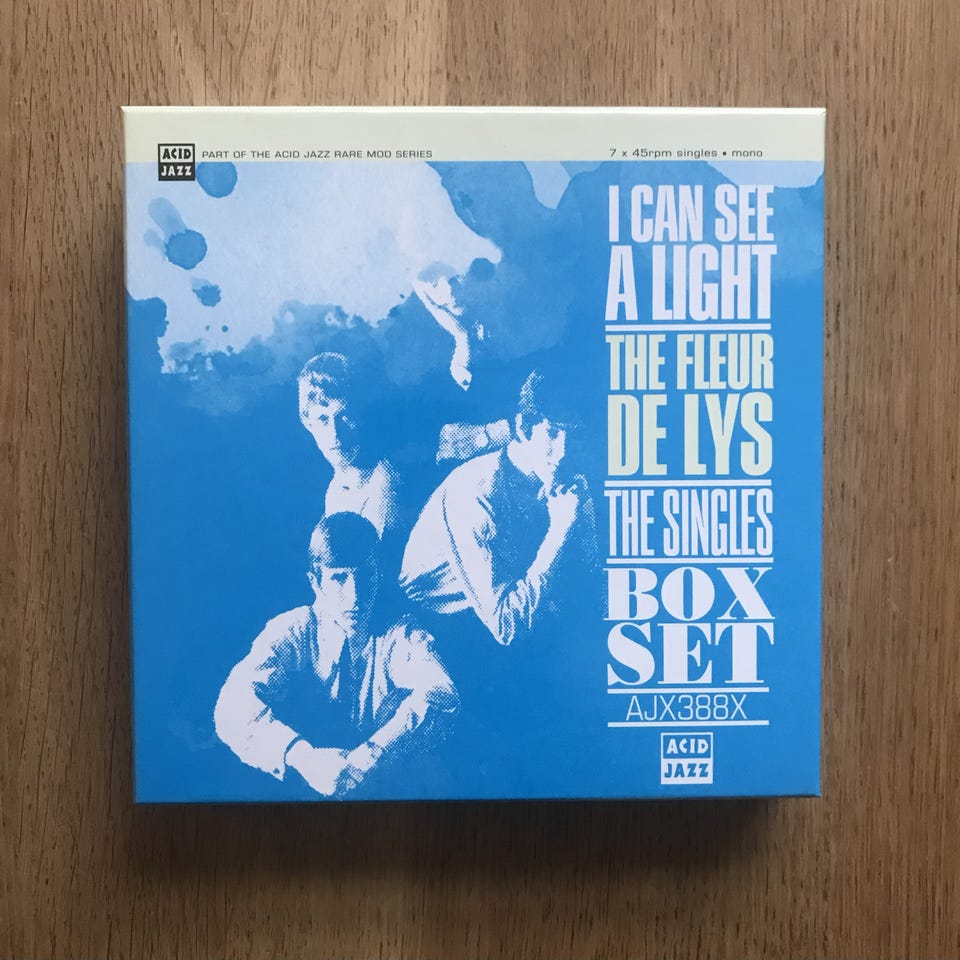 ACID
JAZZ
PART OF THE ACID JAZZ RARE MOD SERIES
7 x 45rpm singles • mono
I CAN SEE
A LIGHT
THE FLEUR
DE LYS
THE SINGLES
BOX
SET
AJX388X
ACID
JAZZ